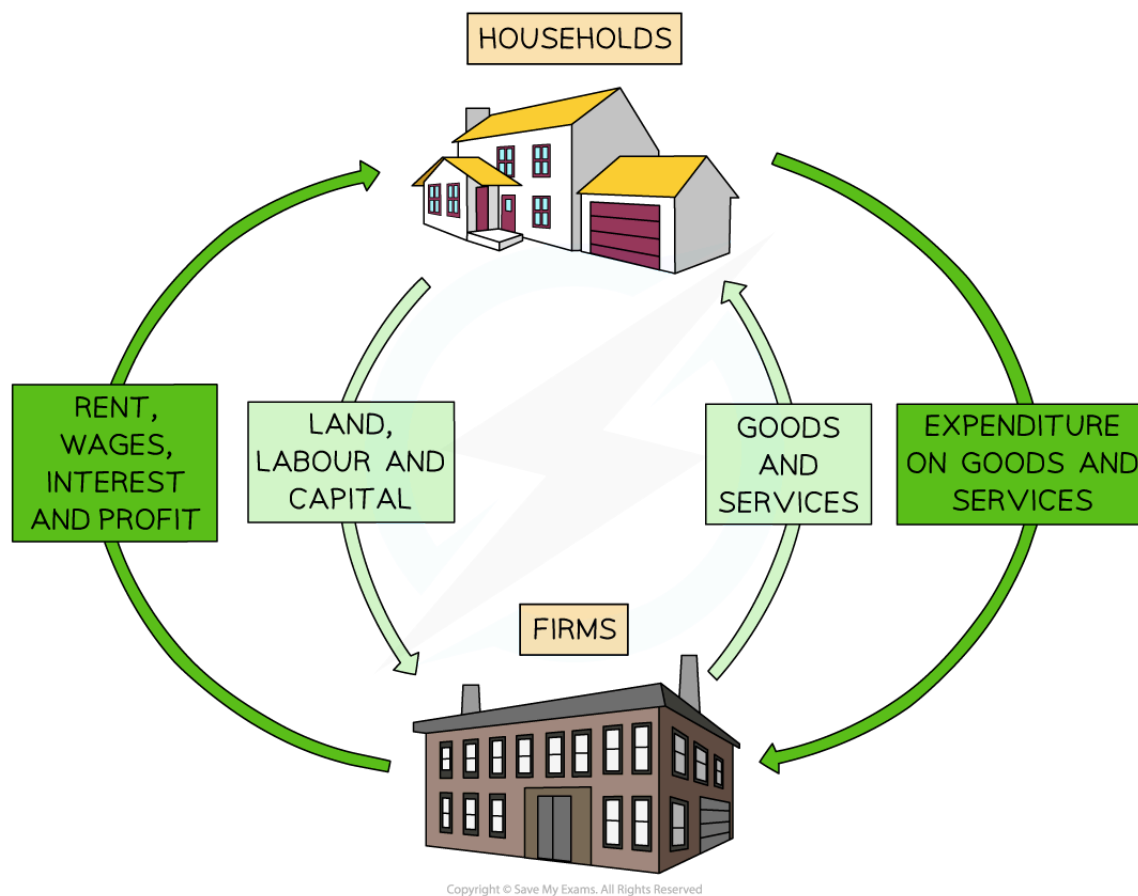 HOUSEHOLDS
RENT,
WAGES,
INTEREST
AND PROFIT
LAND,
LABOUR AND
CAPITAL
GOODS
AND
SERVICES
EXPENDITURE
ON GOODS AND
SERVICES
FIRMS
Copyright © Save My Exams. All Rights Reserved